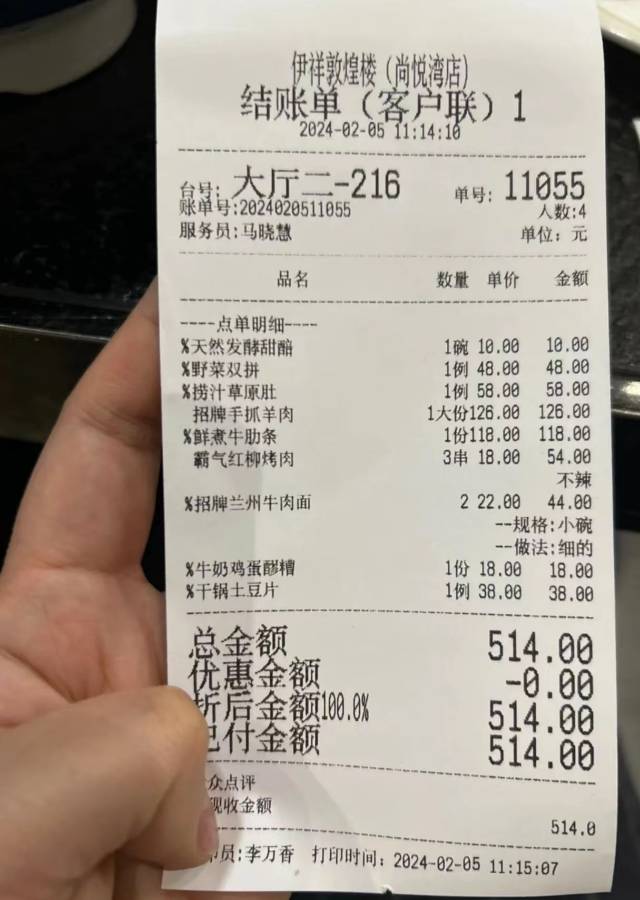 伊祥敦煌楼（尚悦湾店）
结账单（客户联）1
2024-02-05 11:14:10
台号: 大厅二-216 单号: 11055
账单号:2024020511055 人数:4
服务员:马晓慧 单位: 元
品名 数量 单价 金额
----点单明细----
%天然发酵甜醅 1碗 10.00 10.00
%野菜双拼 1例 48.00 48.00
%捞汁草原肚 1例 58.00 58.00
招牌手抓羊肉 1大份126.00 126.00
%鲜煮牛肋条 1份118.00 118.00
霸气红柳烤肉 3串 18.00 54.00
不辣
%招牌兰州牛肉面 2 22.00 44.00
--规格:小碗
--做法:细的
%牛奶鸡蛋醪糟 1份 18.00 18.00
%干锅土豆片 1例 38.00 38.00
总金额 514.00
优惠金额 -0.00
折后金额100.0% 514.00
已付金额 514.00
众点评
现收金额
514.0
员:李万香 打印时间: 2024-02-05 11:15:07